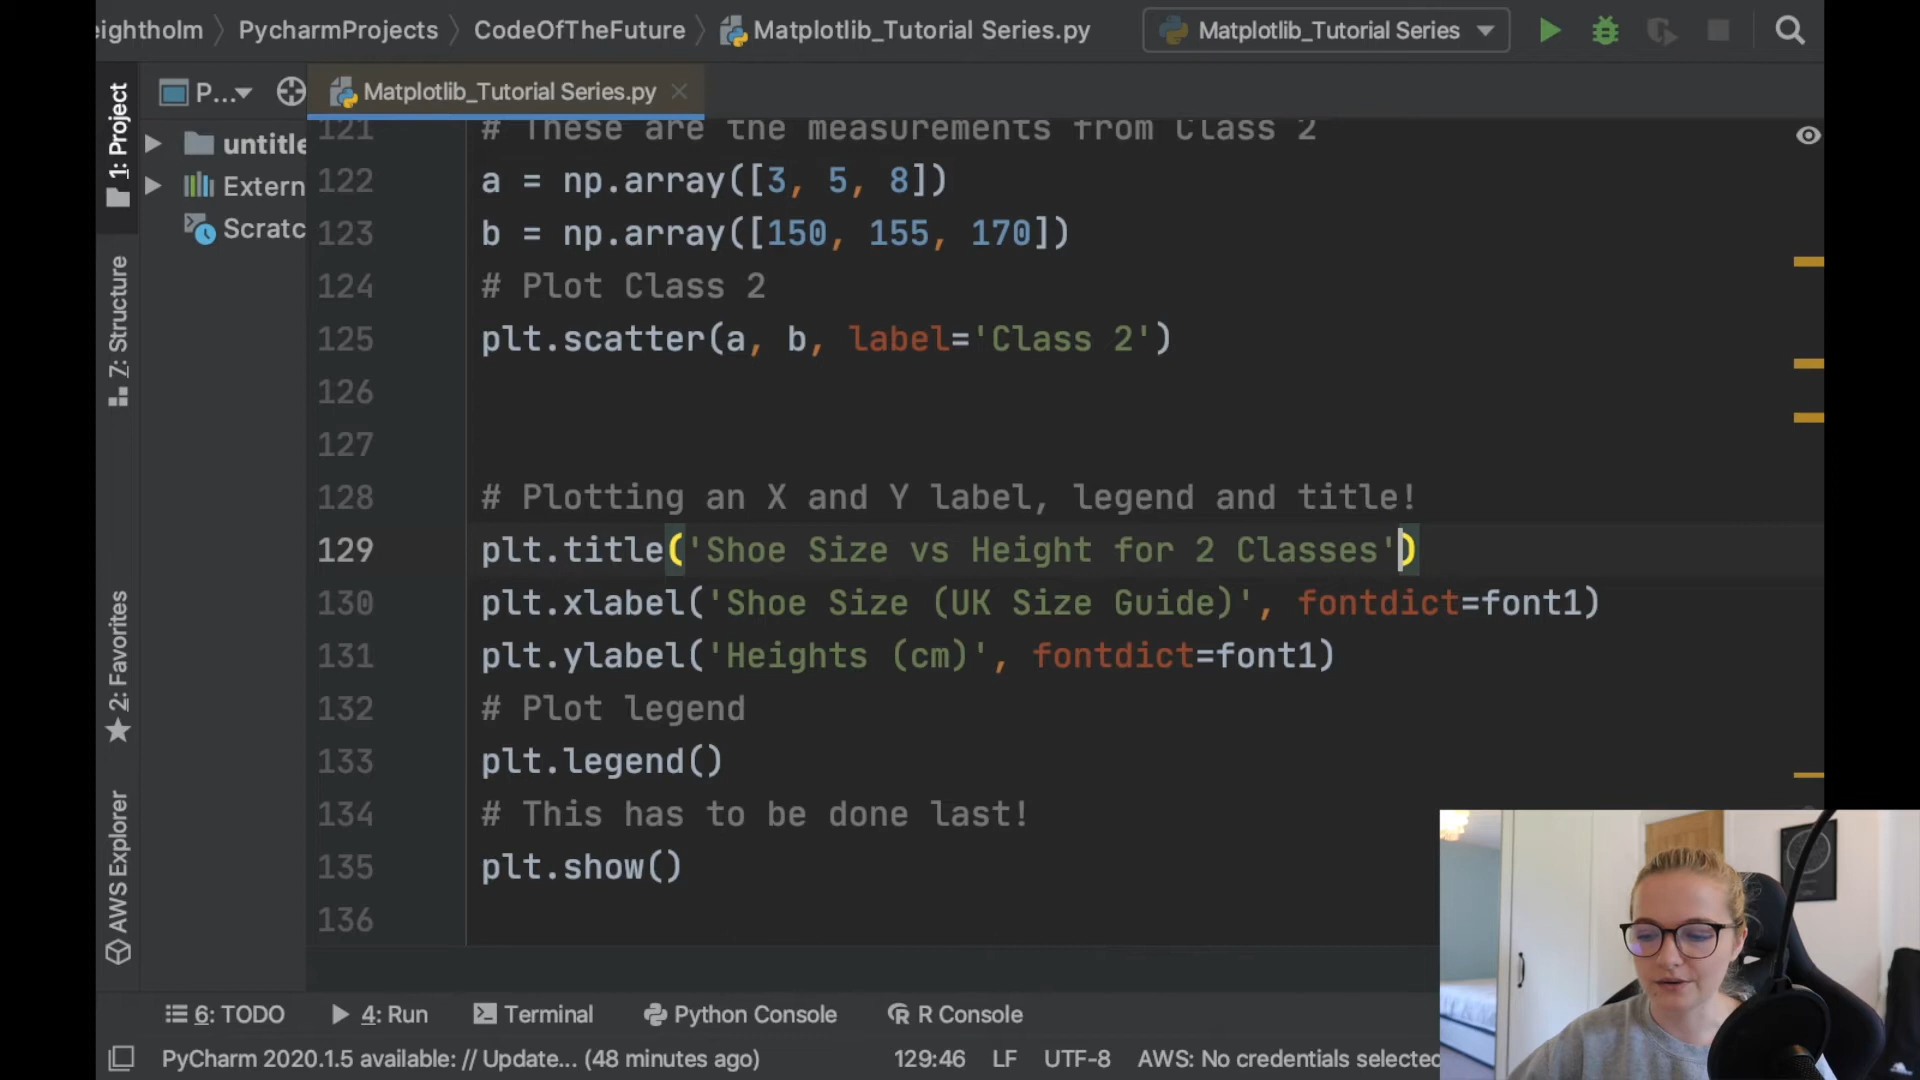 eightholm PycharmProjects CodeOfTheFuture Matplotlib_Tutorial Series.py Matplotlib_Tutorial Series
P... Matplotlib_Tutorial Series.py
1: Project
7: Structure
2: Favorites
AWS Explorer
untitle
Extern
Scratc
121 # These are the measurements from Class 2
122 a = np.array([3, 5, 8])
123 b = np.array([150, 155, 170])
124 # Plot Class 2
125 plt.scatter(a, b, label='Class 2')
126
127
128 # Plotting an X and Y label, legend and title!
129 plt.title('Shoe Size vs Height for 2 Classes')
130 plt.xlabel('Shoe Size (UK Size Guide)', fontdict=font1)
131 plt.ylabel('Heights (cm)', fontdict=font1)
132 # Plot legend
133 plt.legend()
134 # This has to be done last!
135 plt.show()
136
6: TODO 4: Run Terminal Python Console R Console
PyCharm 2020.1.5 available: // Update... (48 minutes ago) 129:46 LF UTF-8 AWS: No credentials selected